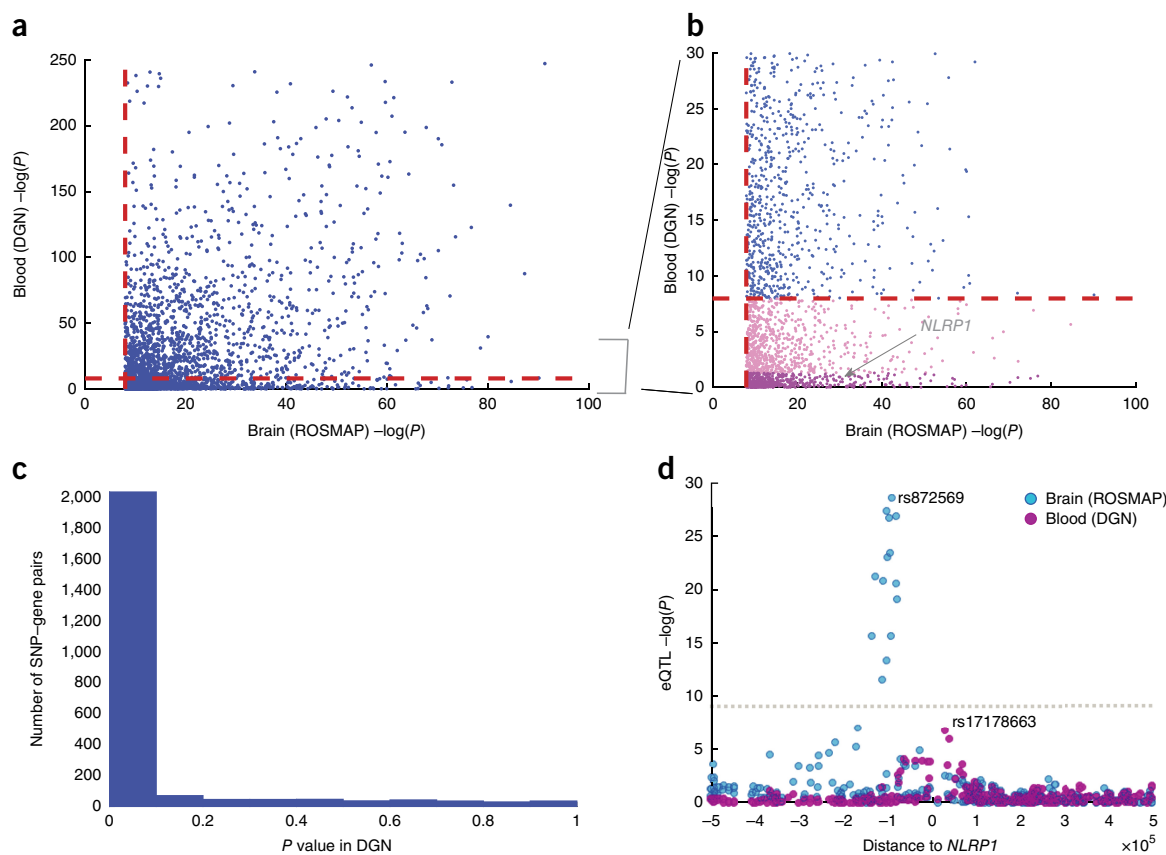 a
250
200
150
100
50
0
Blood (DGN) –log(P)
0 20 40 60 80 100
Brain (ROSMAP) –log(P)
b
30
25
20
15
10
5
0
Blood (DGN) –log(P)
NLRP1
0 20 40 60 80 100
Brain (ROSMAP) –log(P)
c
2,000
1,800
1,600
1,400
1,200
1,000
800
600
400
200
0
Number of SNP–gene pairs
0 0.2 0.4 0.6 0.8 1
P value in DGN
d
30
25
20
15
10
5
0
eQTL –log(P)
rs872569
Brain (ROSMAP)
Blood (DGN)
rs17178663
–5 –4 –3 –2 –1 0 1 2 3 4 5
Distance to NLRP1
×10⁵